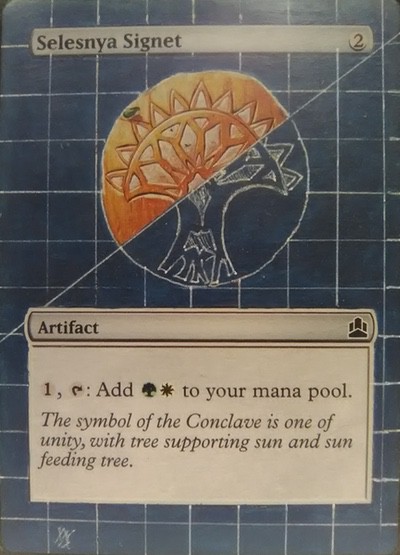 Selesnya Signet 2
Artifact
1, : Add to your mana pool.
The symbol of the Conclave is one of
unity, with tree supporting sun and sun
feeding tree.